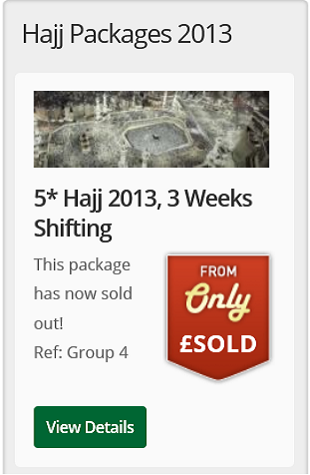 Hajj Packages 2013
5* Hajj 2013, 3 Weeks
Shifting
This package
has now sold
out!
Ref: Group 4
FROM
Only
£SOLD
View Details